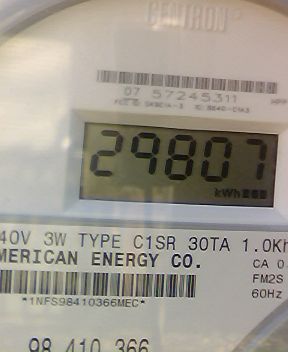 CENTRON
07 57245311
29807
kWh
40V 3W TYPE C1SR 30TA 1.0Kh
MERICAN ENERGY CO.
CA 0
FM2S
*1NFS98410366MEC*
60Hz
98 410 366